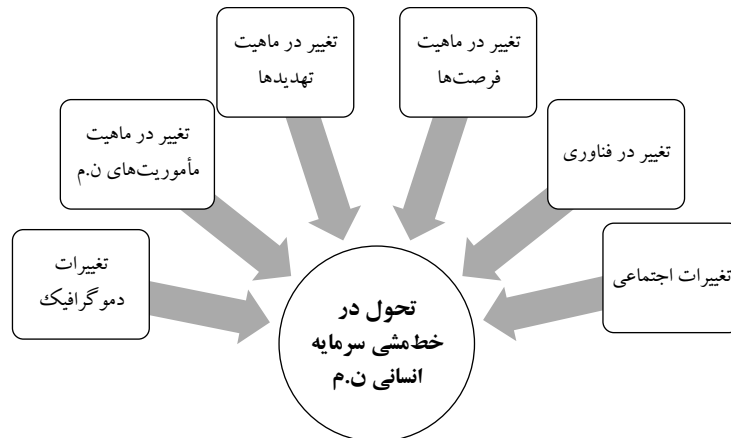 تغییر در ماهیت
فرصت‌ها
تغییر در ماهیت
تهدیدها
تغییر در فناوری
تغییر در ماهیت
مأموریت‌های ن.م
تغییرات اجتماعی
تغییرات
دموگرافیک
تحول در
خط‌مشی سرمایه
انسانی ن.م